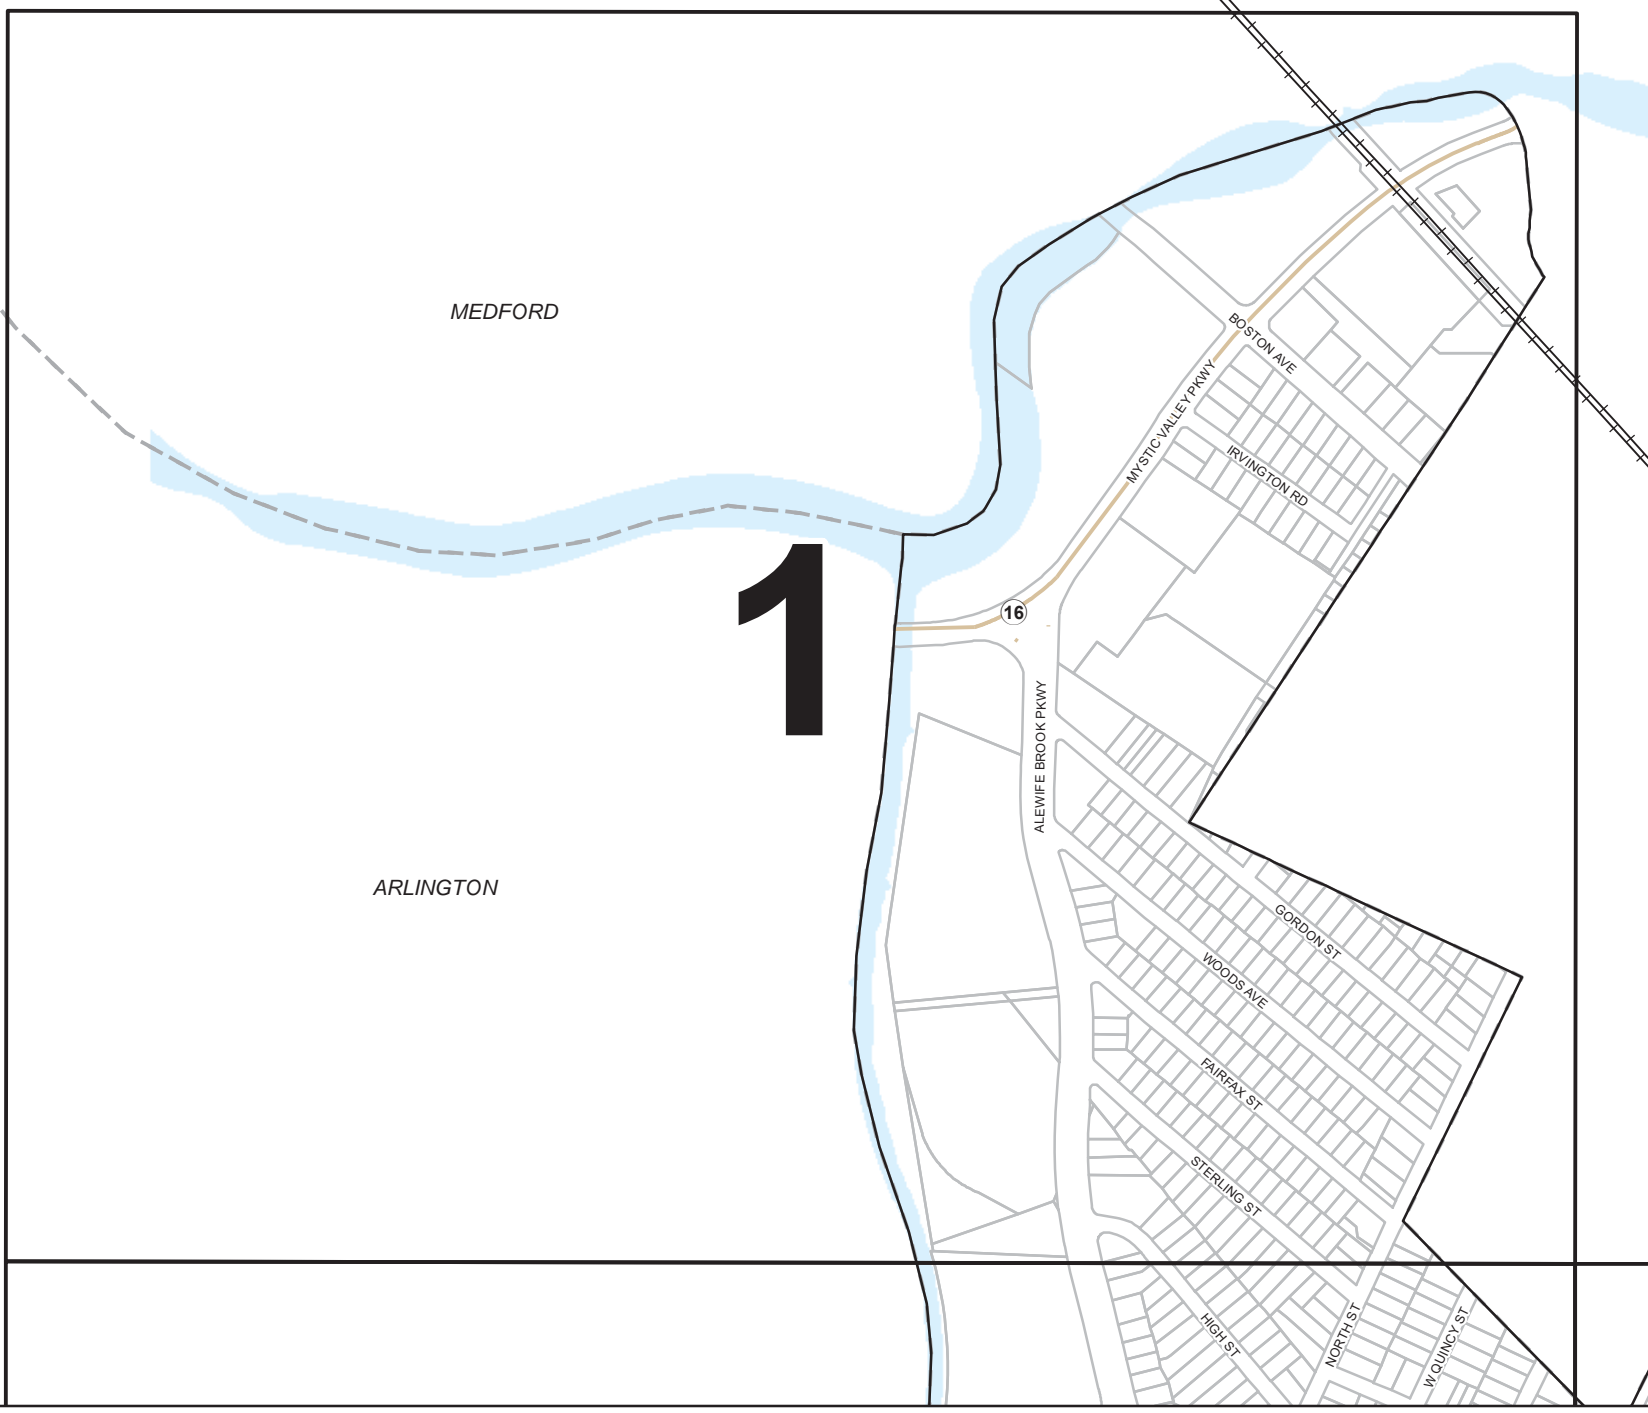 MEDFORD
BOSTON AVE
MYSTIC VALLEY PKWY
IRVINGTON RD
1
16
ALEWIFE BROOK PKWY
ARLINGTON
GORDON ST
WOODS AVE
FAIRFAX ST
STERLING ST
HIGH ST
NORTH ST
W QUINCY ST